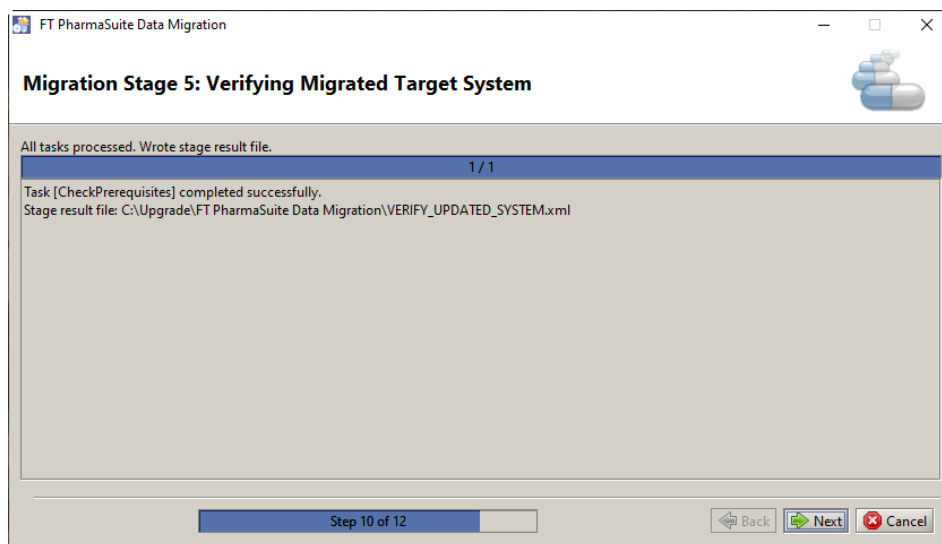 FT PharmaSuite Data Migration
Migration Stage 5: Verifying Migrated Target System
All tasks processed. Wrote stage result file.
1 / 1
Task [CheckPrerequisites] completed successfully.
Stage result file: C:\Upgrade\FT PharmaSuite Data Migration\VERIFY_UPDATED_SYSTEM.xml
Step 10 of 12
Back
Next
Cancel